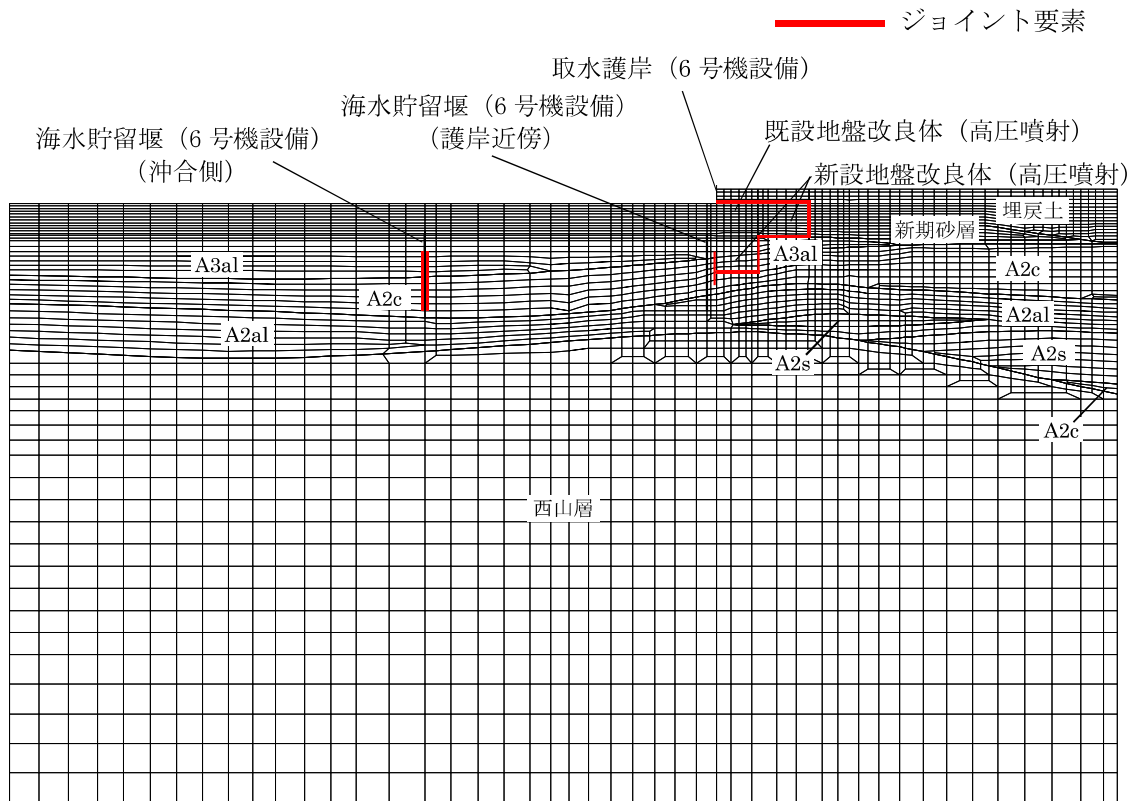 ジョイント要素
取水護岸（6 号機設備）
海水貯留堰（6 号機設備）
（護岸近傍）
海水貯留堰（6 号機設備）
（沖合側）
既設地盤改良体（高圧噴射）
新設地盤改良体（高圧噴射）
埋戻土
新期砂層
A3al
A3al
A2c
A2c
A2al
A2al
A2s
A2s
A2c
西山層